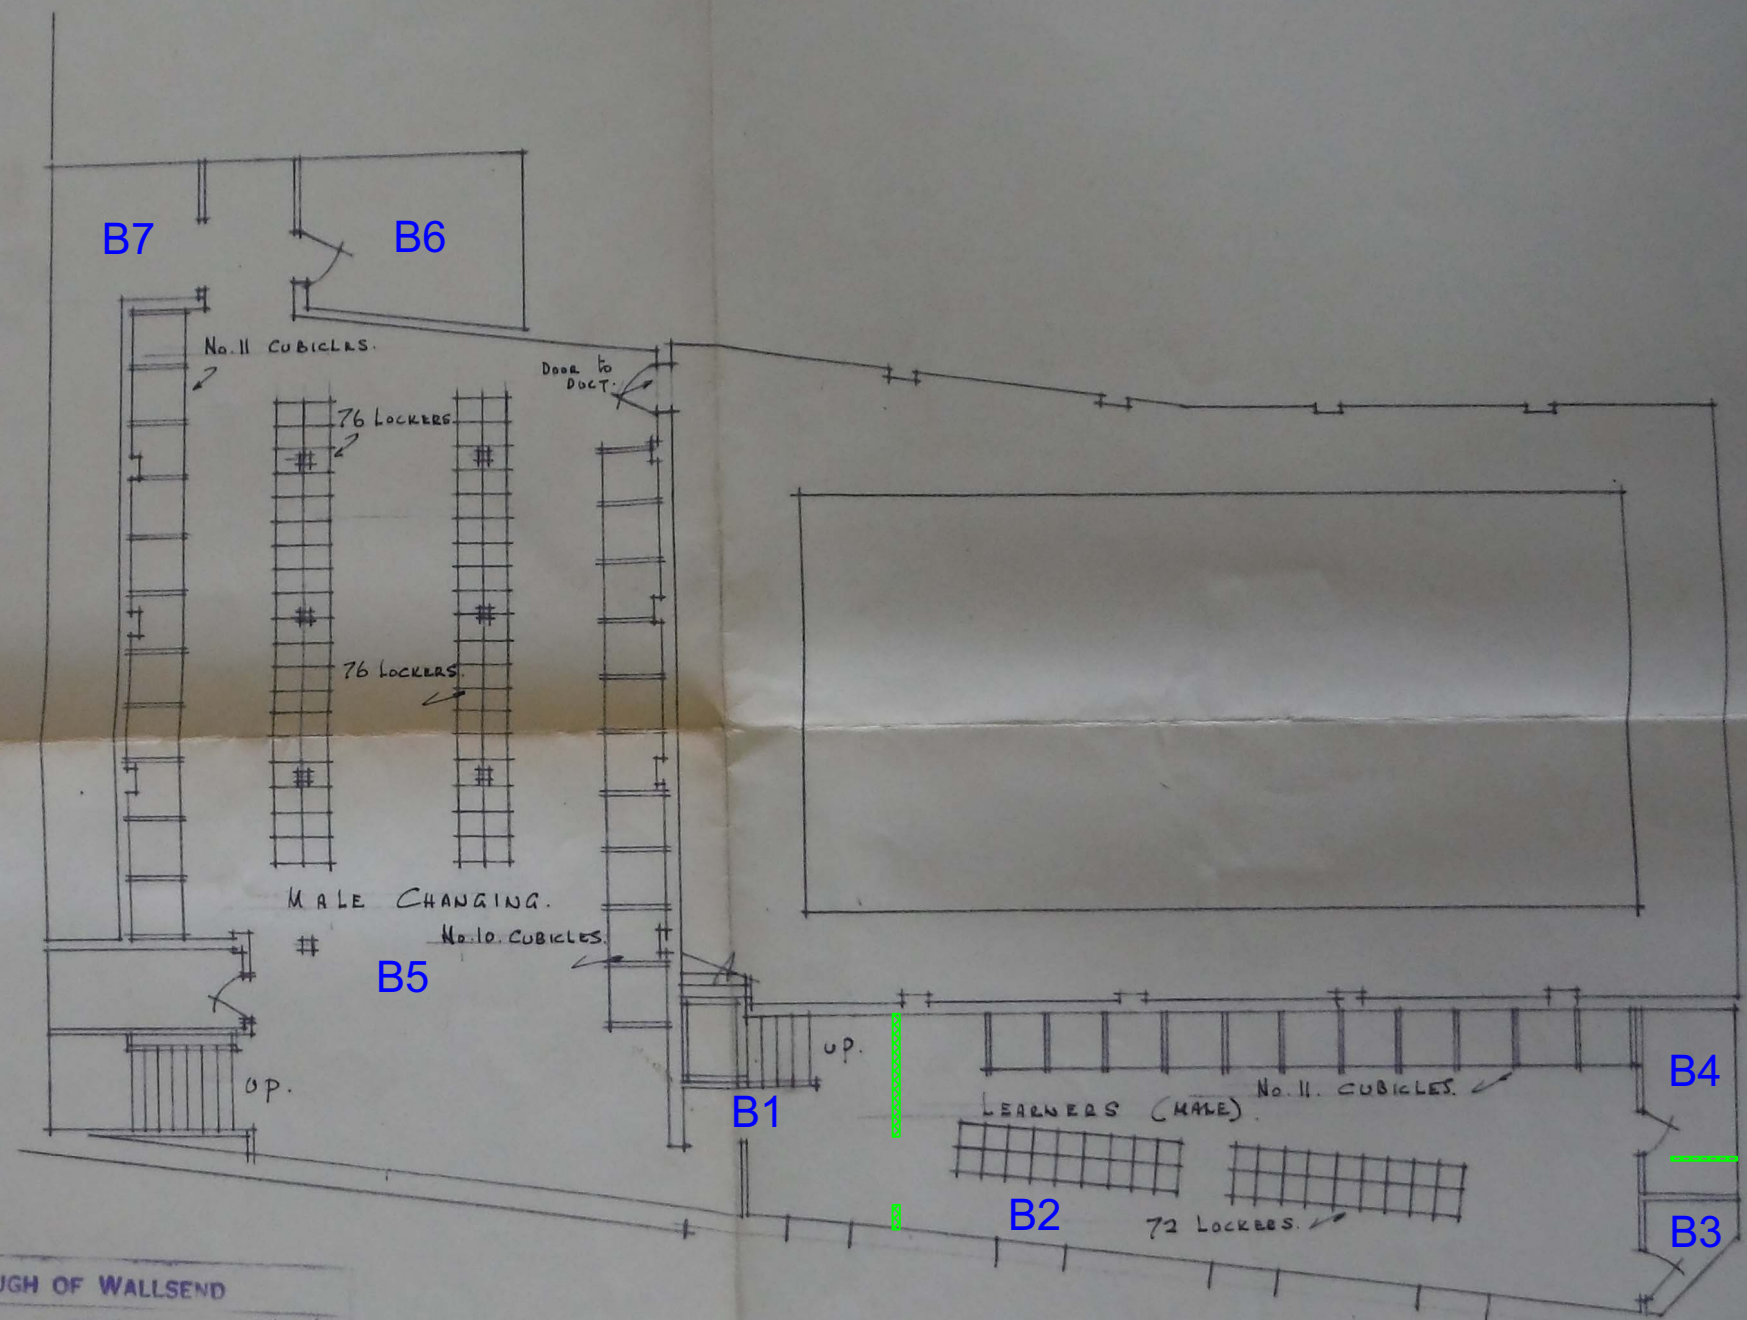 B7
B6
No. 11 CUBICLES.
DOOR to
DUCT.
76 LOCKERS
76 LOCKERS.
MALE CHANGING.
No. 10. CUBICLES.
B5
UP.
B4
No. 11. CUBICLES.
UP.
B1
LEARNERS (MALE).
B2
72 LOCKERS.
B3
UGH OF WALLSEND